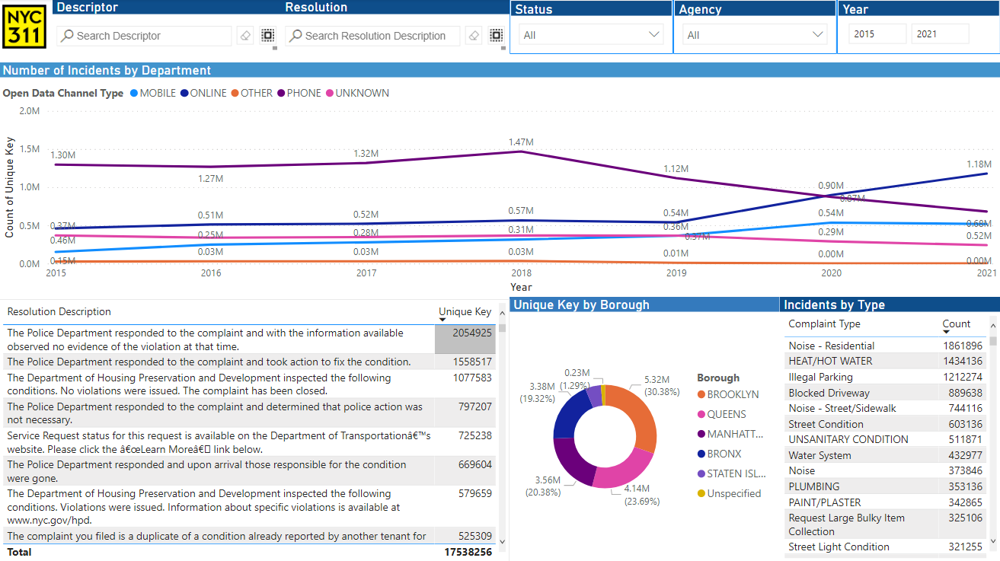 NYC
311
Descriptor
Search Descriptor
Resolution
Search Resolution Description
Status
All
Agency
All
Year
2015
2021
Number of Incidents by Department
Open Data Channel Type MOBILE ONLINE OTHER PHONE UNKNOWN
Count of Unique Key
2.0M
1.5M
1.0M
0.5M
0.0M
1.30M
1.27M
1.32M
1.47M
1.12M
0.87M
0.68M
0.37M
0.51M
0.52M
0.57M
0.54M
0.90M
1.18M
0.46M
0.25M
0.28M
0.31M
0.36M
0.37M
0.54M
0.29M
0.52M
0.15M
0.03M
0.03M
0.03M
0.01M
0.00M
0.00M
2015 2016 2017 2018 2019 2020 2021
Year
Resolution Description Unique Key
The Police Department responded to the complaint and with the information available 2054925
observed no evidence of the violation at that time.
The Police Department responded to the complaint and took action to fix the condition. 1558517
The Department of Housing Preservation and Development inspected the following 1077583
conditions. No violations were issued. The complaint has been closed.
The Police Department responded to the complaint and determined that police action was 797207
not necessary.
Service Request status for this request is available on the Department of Transportationâ€™s 725238
website. Please click the â€œLearn Moreâ€ link below.
The Police Department responded and upon arrival those responsible for the condition 669604
were gone.
The Department of Housing Preservation and Development inspected the following 579659
conditions. Violations were issued. Information about specific violations is available at
www.nyc.gov/hpd.
The complaint you filed is a duplicate of a condition already reported by another tenant for 525309
Total 17538256
Unique Key by Borough
0.23M
(1.29%)
5.32M
(30.38%)
3.38M
(19.32%)
3.56M
(20.38%)
4.14M
(23.69%)
Borough
BROOKLYN
QUEENS
MANHATT...
BRONX
STATEN ISL...
Unspecified
Incidents by Type
Complaint Type Count
Noise - Residential 1861896
HEAT/HOT WATER 1434136
Illegal Parking 1212274
Blocked Driveway 889638
Noise - Street/Sidewalk 744116
Street Condition 603136
UNSANITARY CONDITION 511871
Water System 432977
Noise 373846
PLUMBING 353136
PAINT/PLASTER 342865
Request Large Bulky Item 325106
Collection
Street Light Condition 321255